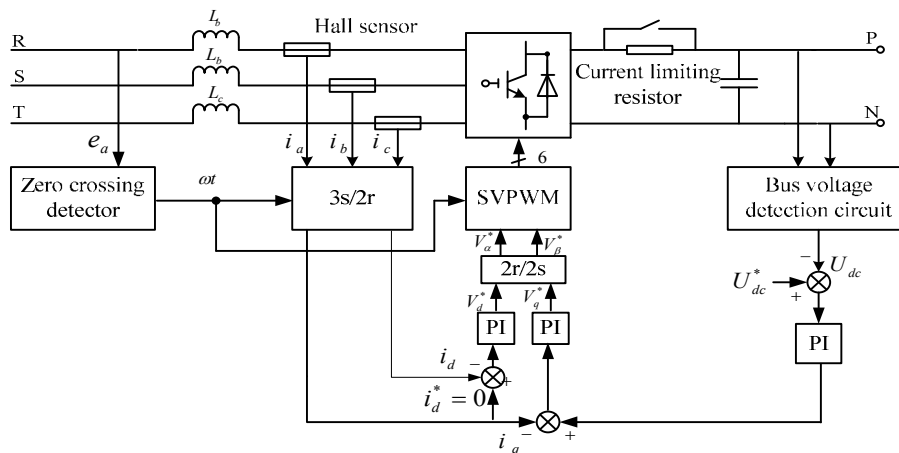 L_b
Hall sensor
R
P
L_b
S
Current limiting
resistor
L_c
T
N
e_a
i_a
i_b
i_c
6
Zero crossing
detector
ωt
3s/2r
SVPWM
Bus voltage
detection circuit
V_α^*
V_β^*
2r/2s
−
U_dc
U_dc^*
+
V_d^*
V_q^*
PI
PI
PI
i_d
−
+
i_d^* = 0
i_q
−
+